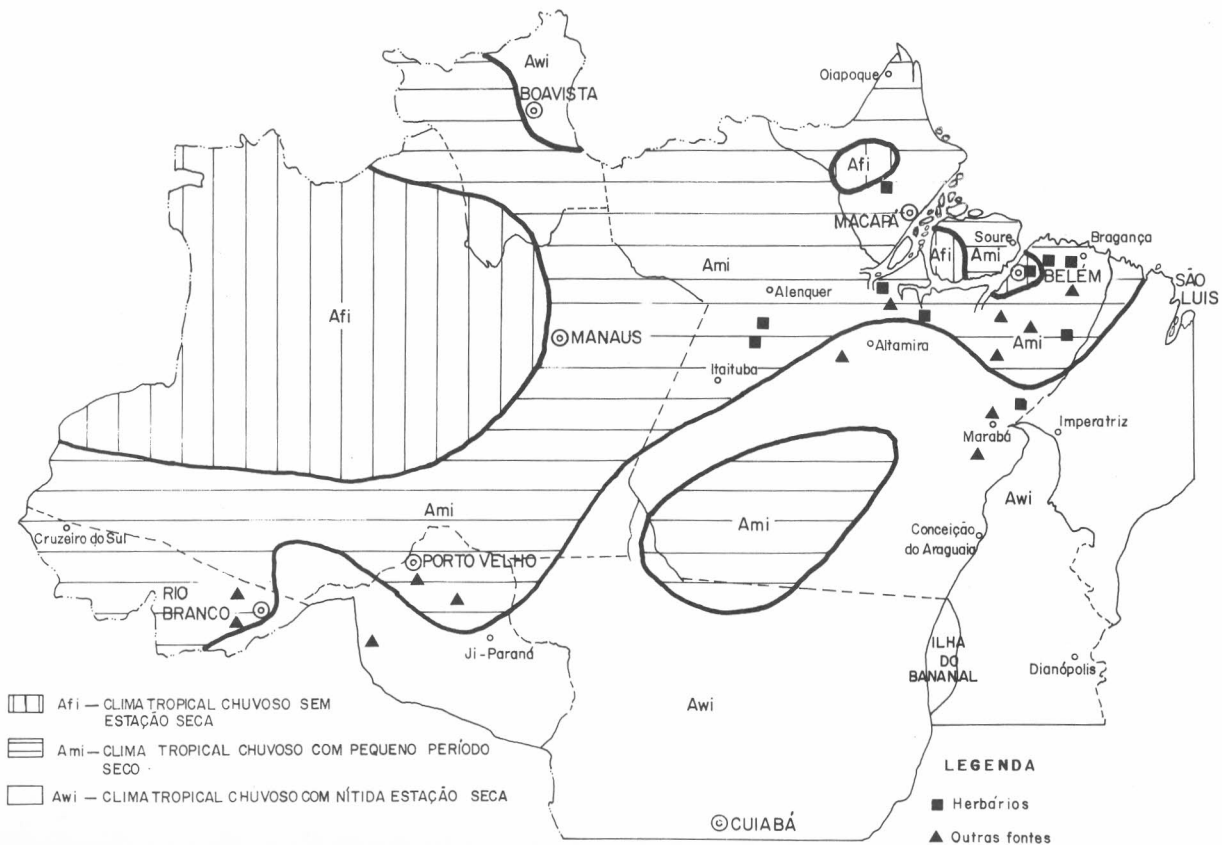 Awi
BOAVISTA
Oiapoque
Afi
MACAPÁ
Soure
Bragança
Afi
Ami
BELÉM
SÃO
LUIS
Ami
Alenquer
Afi
MANAUS
Ami
Altamira
Itaituba
Marabá
Imperatriz
Ami
Ami
Awi
Cruzeiro do Sul
Conceição
do Araguaia
PORTO VELHO
RIO
BRANCO
Ji-Paraná
ILHA
DO
BANANAL
Dianópolis
Awi
Afi — CLIMA TROPICAL CHUVOSO SEM
ESTAÇÃO SECA
Ami — CLIMA TROPICAL CHUVOSO COM PEQUENO PERÍODO
SECO
Awi — CLIMA TROPICAL CHUVOSO COM NÍTIDA ESTAÇÃO SECA
CUIABÁ
LEGENDA
Herbários
Outras fontes